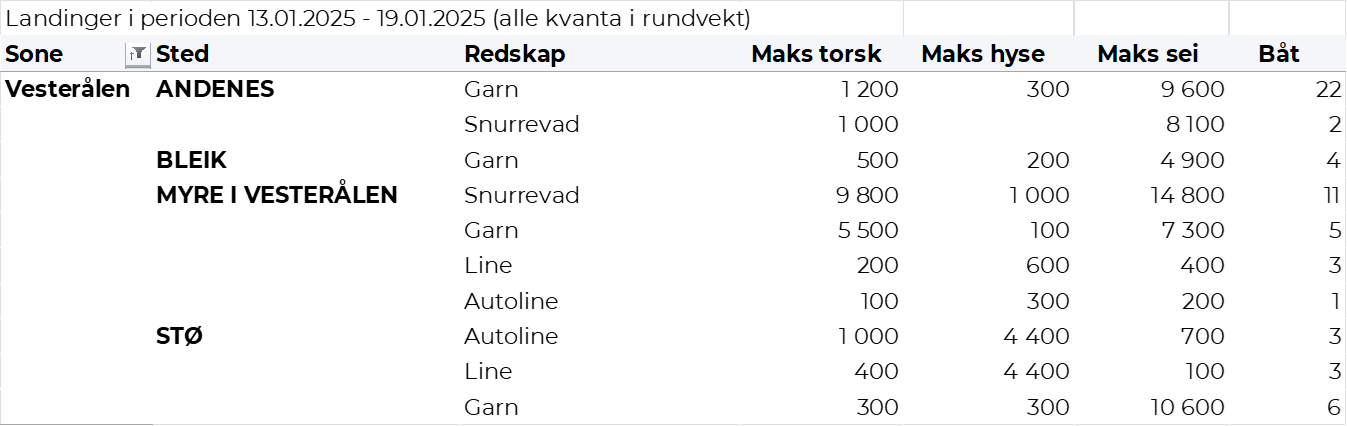 Landinger i perioden 13.01.2025 - 19.01.2025 (alle kvanta i rundvekt)
Sone Sted Redskap Maks torsk Maks hyse Maks sei Båt
Vesterålen ANDENES Garn 1 200 300 9 600 22
Snurrevad 1 000 8 100 2
BLEIK Garn 500 200 4 900 4
MYRE I VESTERÅLEN Snurrevad 9 800 1 000 14 800 11
Garn 5 500 100 7 300 5
Line 200 600 400 3
Autoline 100 300 200 1
STØ Autoline 1 000 4 400 700 3
Line 400 4 400 100 3
Garn 300 300 10 600 6